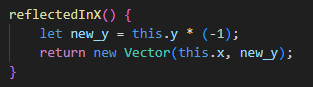 reflectedInX() {
    let new_y = this.y * (-1);
    return new Vector(this.x, new_y);
}